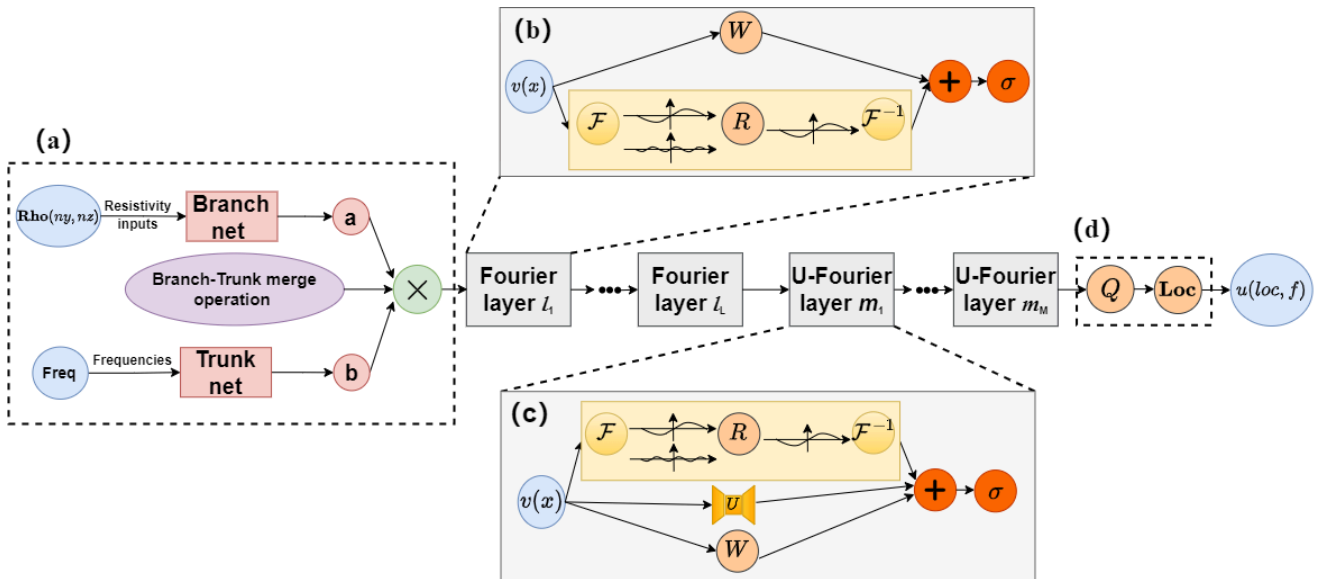 (a)
Rho(ny, nz)
Resistivity
inputs
Branch
net
a
Branch-Trunk merge
operation
×
Freq
Frequencies
Trunk
net
b
(b)
v(x)
W
F
R
F⁻¹
+
σ
Fourier
layer l₁
Fourier
layer l_L
U-Fourier
layer m₁
U-Fourier
layer m_M
(d)
Q
Loc
u(loc, f)
(c)
v(x)
F
R
F⁻¹
U
W
+
σ